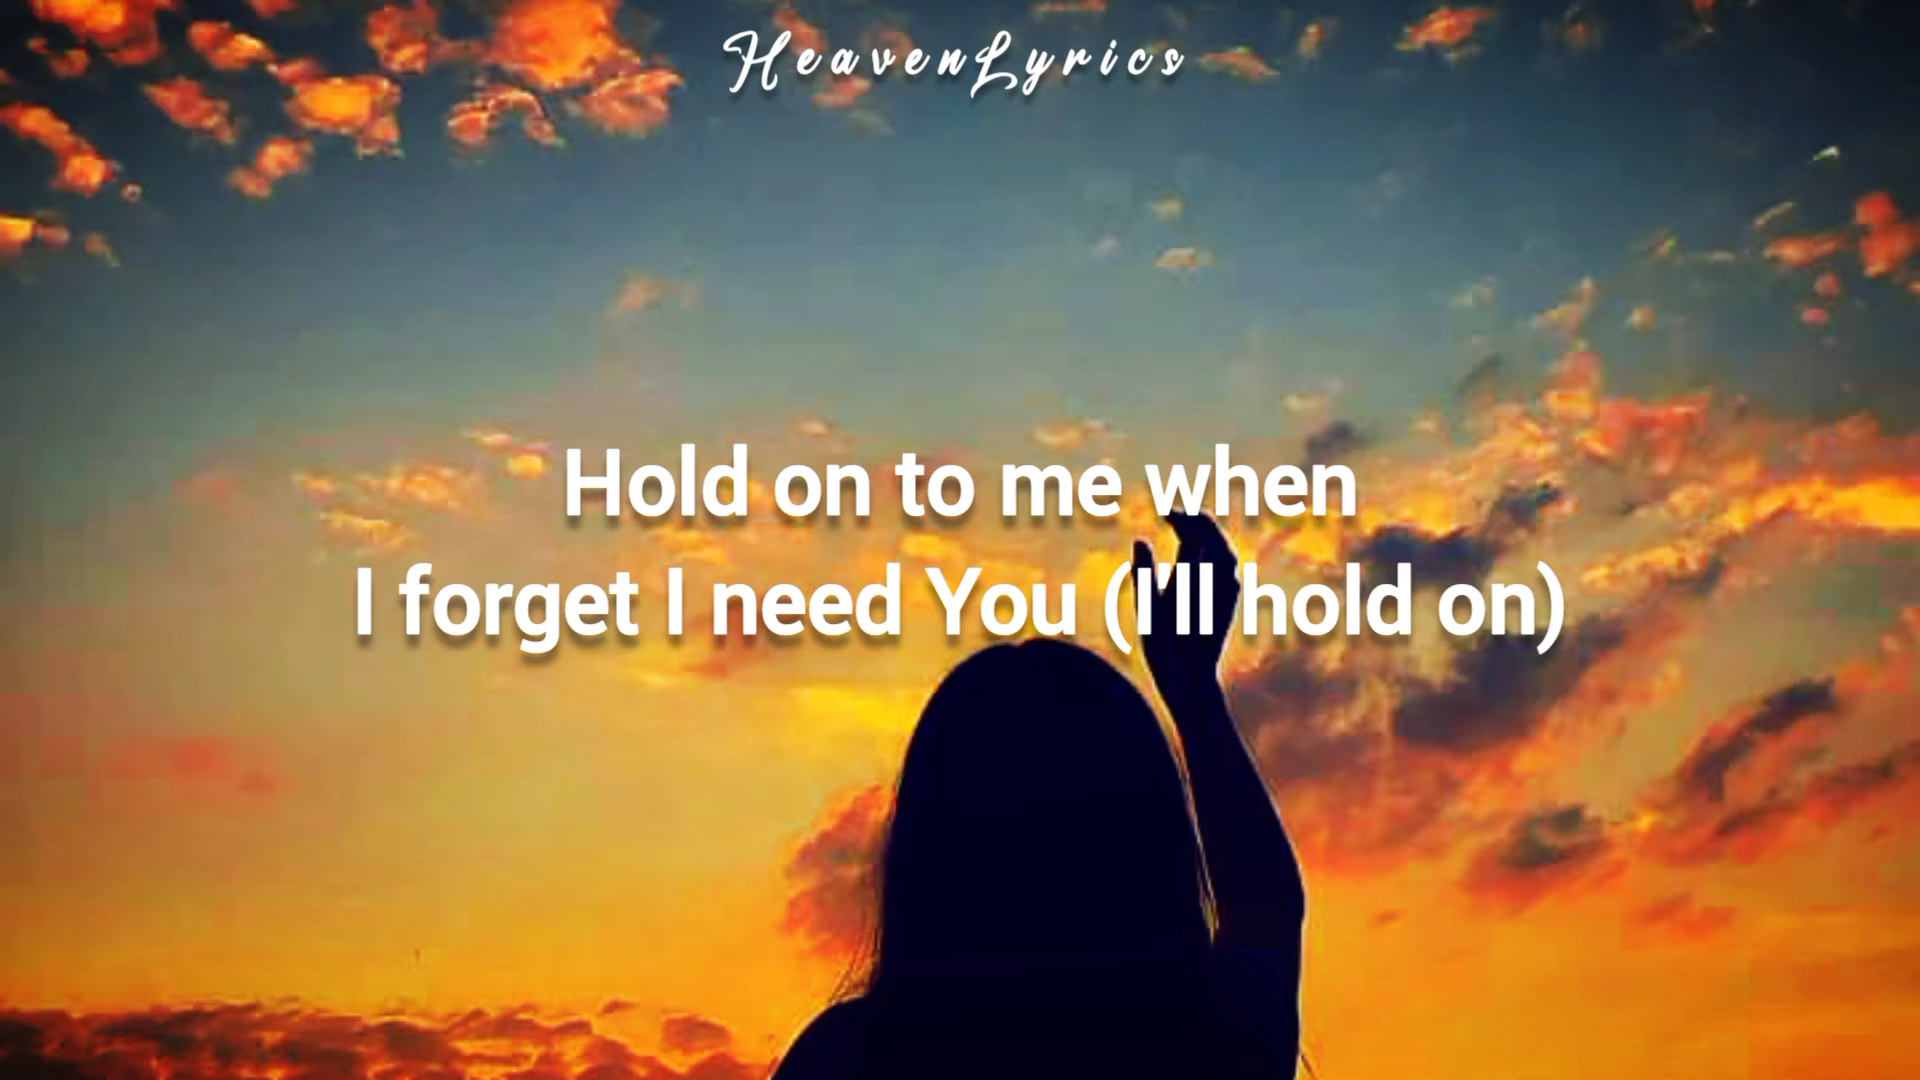 HeavenLyrics
Hold on to me when
I forget I need You (I'll hold on)